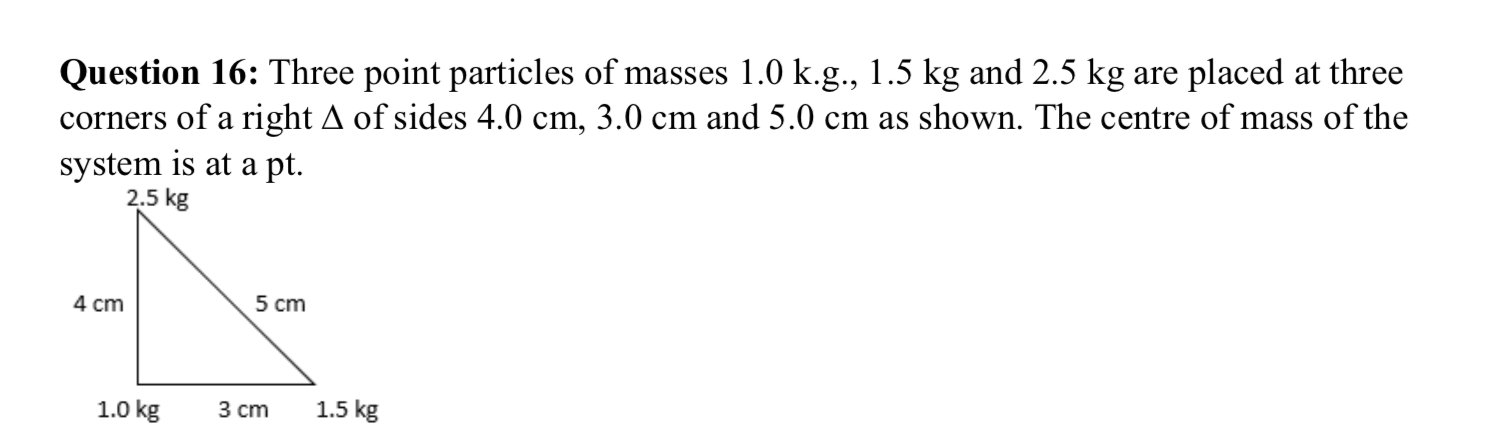 Question 16: Three point particles of masses 1.0 k.g., 1.5 kg and 2.5 kg are placed at three
corners of a right Δ of sides 4.0 cm, 3.0 cm and 5.0 cm as shown. The centre of mass of the
system is at a pt.
2.5 kg
4 cm 5 cm
1.0 kg 3 cm 1.5 kg